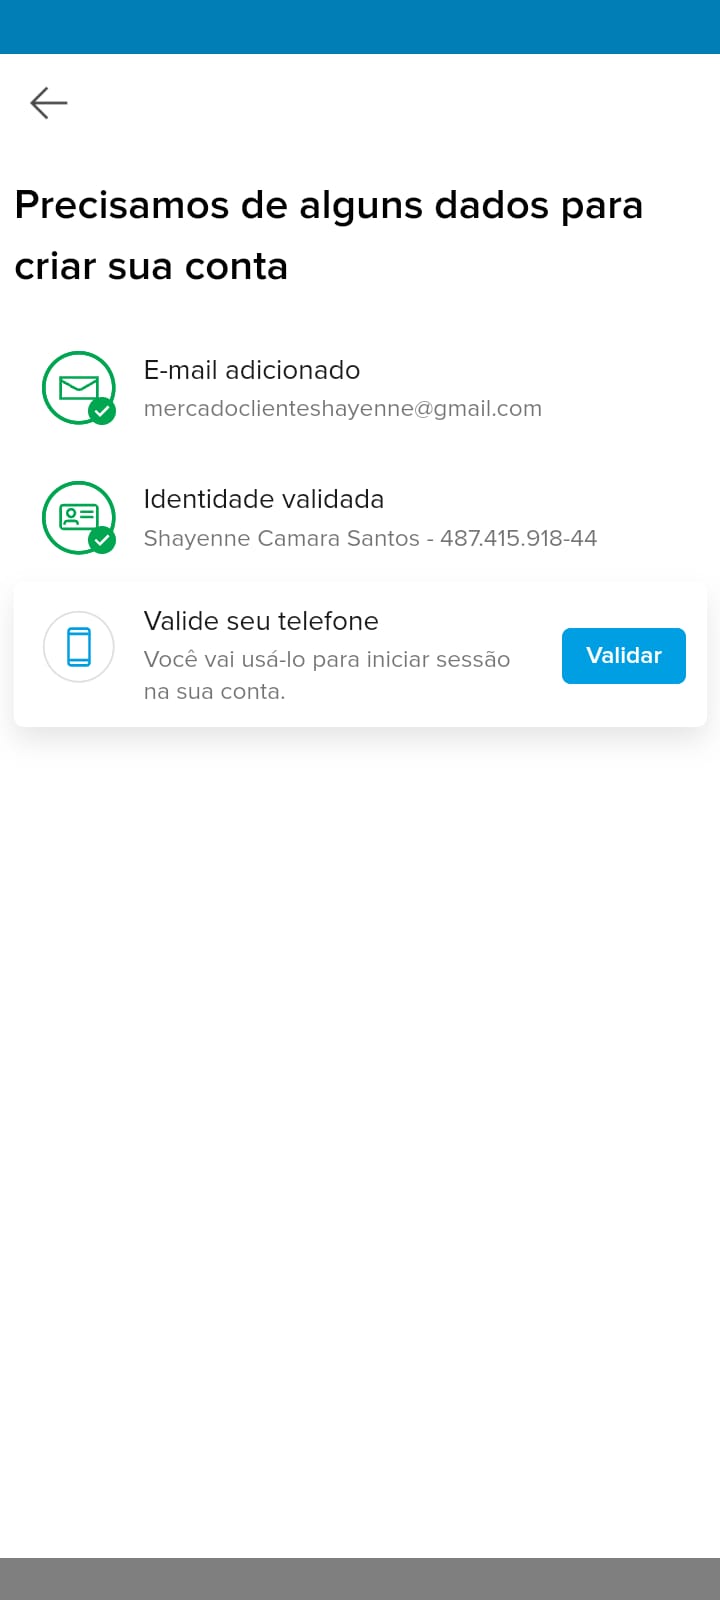 Precisamos de alguns dados para
criar sua conta
E-mail adicionado
mercadoclienteshayenne@gmail.com
Identidade validada
Shayenne Camara Santos - 487.415.918-44
Valide seu telefone
Você vai usá-lo para iniciar sessão
na sua conta.
Validar